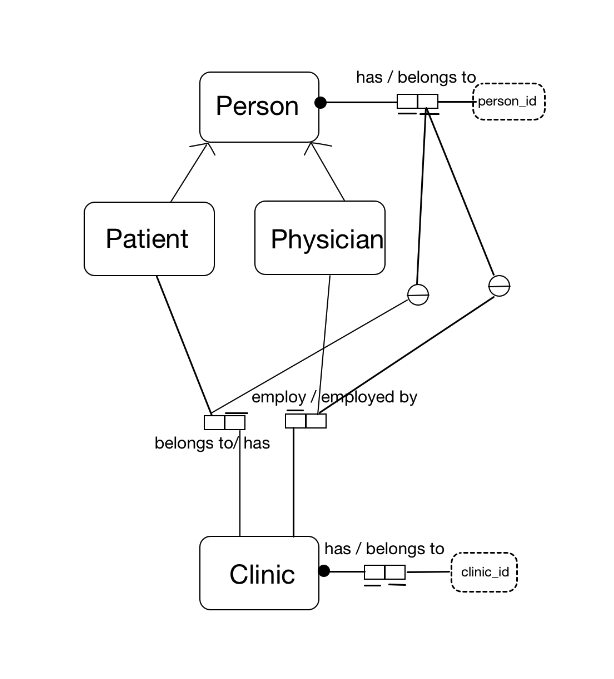 has / belongs to
Person
person_id
Patient
Physician
employ / employed by
belongs to/ has
has / belongs to
Clinic
clinic_id